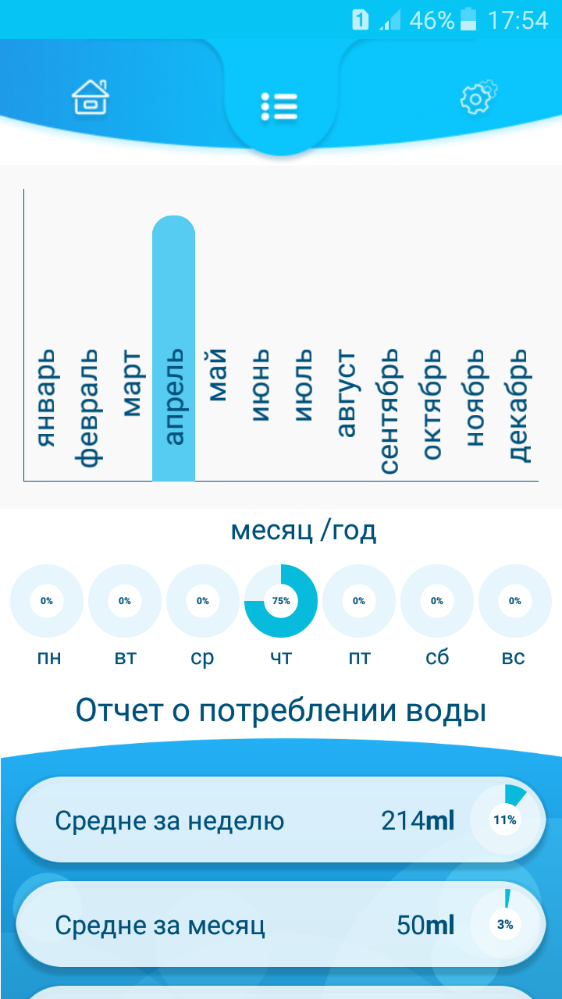 1 46% 17:54
январь
февраль
март
апрель
май
июнь
июль
август
сентябрь
октябрь
ноябрь
декабрь
месяц /год
0% 0% 0% 75% 0% 0% 0%
пн вт ср чт пт сб вс
Отчет о потреблении воды
Средне за неделю 214ml 11%
Средне за месяц 50ml 3%